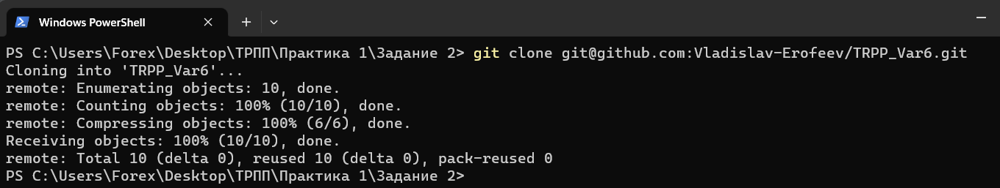 Windows PowerShell
PS C:\Users\Forex\Desktop\ТРПП\Практика 1\Задание 2> git clone git@github.com:Vladislav-Erofeev/TRPP_Var6.git
Cloning into 'TRPP_Var6'...
remote: Enumerating objects: 10, done.
remote: Counting objects: 100% (10/10), done.
remote: Compressing objects: 100% (6/6), done.
Receiving objects: 100% (10/10), done.
remote: Total 10 (delta 0), reused 10 (delta 0), pack-reused 0
PS C:\Users\Forex\Desktop\ТРПП\Практика 1\Задание 2>